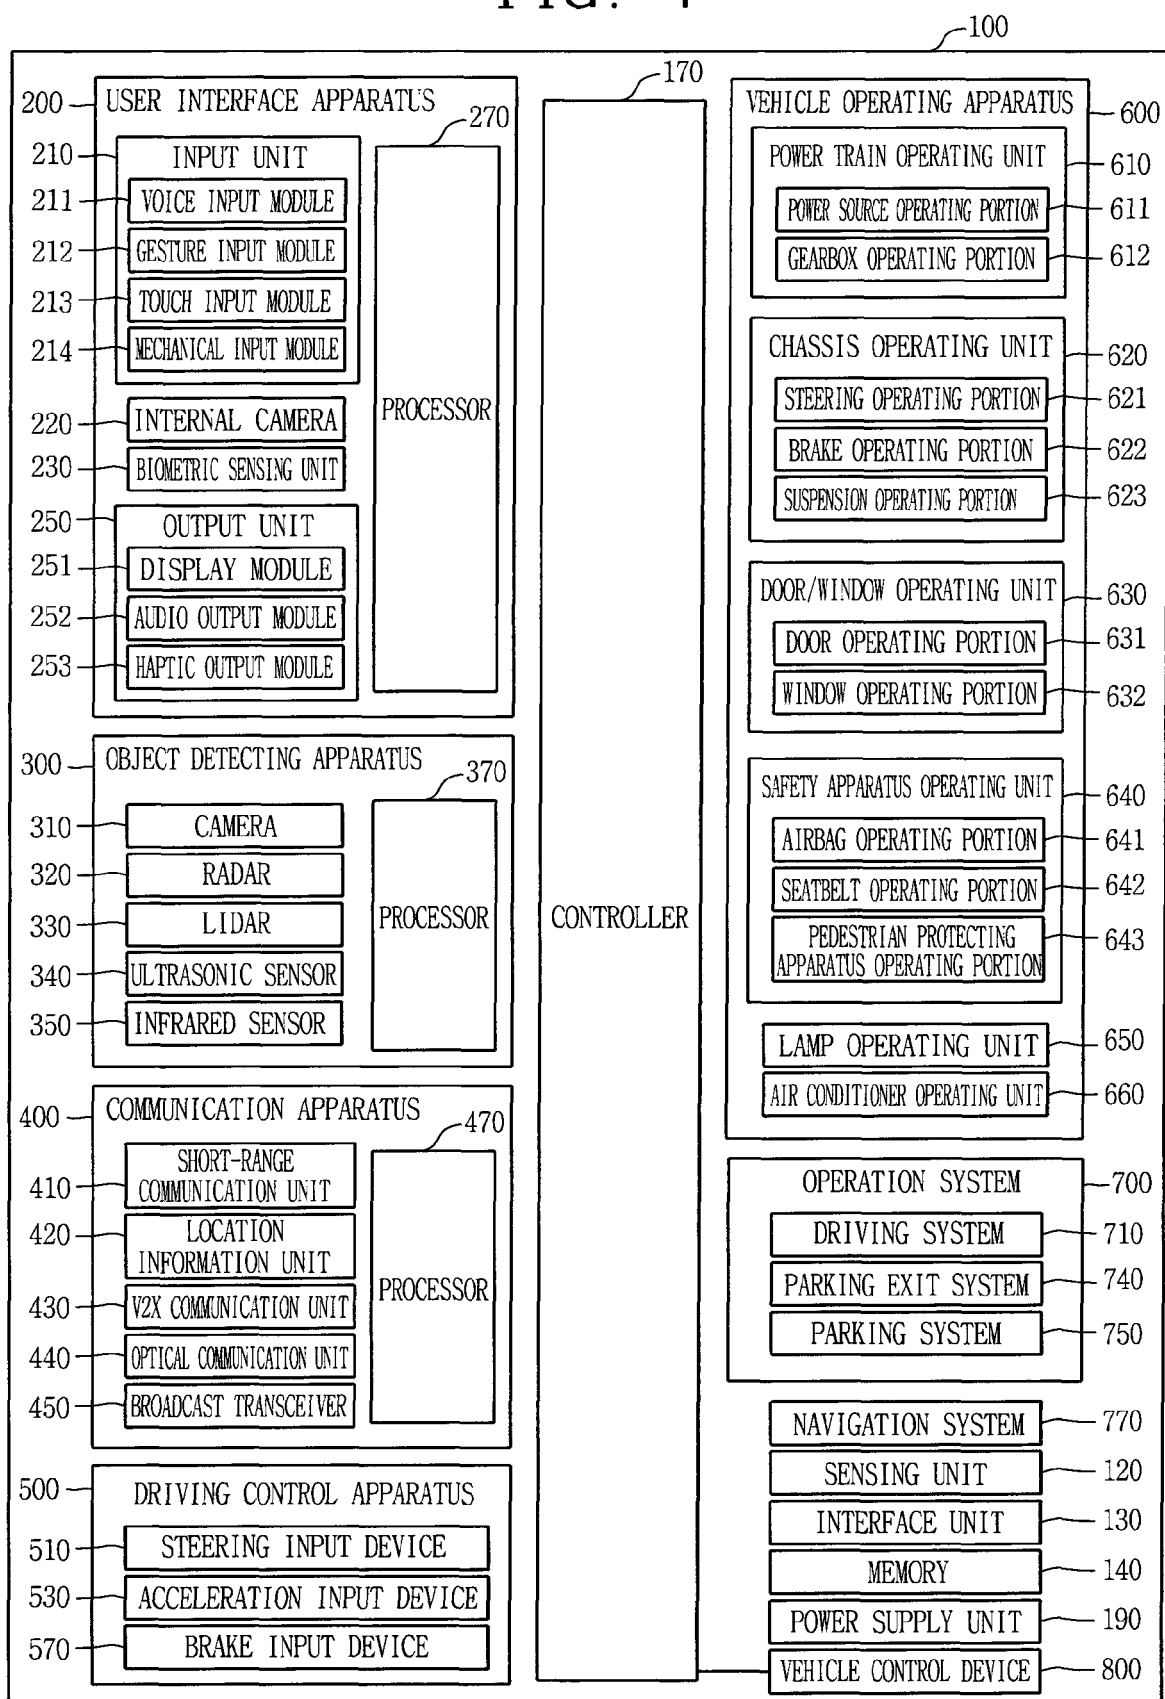 100
200
USER INTERFACE APPARATUS
270
210
INPUT UNIT
211
VOICE INPUT MODULE
212
GESTURE INPUT MODULE
213
TOUCH INPUT MODULE
214
MECHANICAL INPUT MODULE
220
INTERNAL CAMERA
230
BIOMETRIC SENSING UNIT
250
OUTPUT UNIT
251
DISPLAY MODULE
252
AUDIO OUTPUT MODULE
253
HAPTIC OUTPUT MODULE
PROCESSOR
300
OBJECT DETECTING APPARATUS
370
310
CAMERA
320
RADAR
330
LIDAR
340
ULTRASONIC SENSOR
350
INFRARED SENSOR
PROCESSOR
400
COMMUNICATION APPARATUS
470
410
SHORT-RANGE
COMMUNICATION UNIT
420
LOCATION
INFORMATION UNIT
430
V2X COMMUNICATION UNIT
440
OPTICAL COMMUNICATION UNIT
450
BROADCAST TRANSCEIVER
PROCESSOR
500
DRIVING CONTROL APPARATUS
510
STEERING INPUT DEVICE
530
ACCELERATION INPUT DEVICE
570
BRAKE INPUT DEVICE
170
CONTROLLER
VEHICLE OPERATING APPARATUS
600
POWER TRAIN OPERATING UNIT
610
POWER SOURCE OPERATING PORTION
611
GEARBOX OPERATING PORTION
612
CHASSIS OPERATING UNIT
620
STEERING OPERATING PORTION
621
BRAKE OPERATING PORTION
622
SUSPENSION OPERATING PORTION
623
DOOR/WINDOW OPERATING UNIT
630
DOOR OPERATING PORTION
631
WINDOW OPERATING PORTION
632
SAFETY APPARATUS OPERATING UNIT
640
AIRBAG OPERATING PORTION
641
SEATBELT OPERATING PORTION
642
PEDESTRIAN PROTECTING
APPARATUS OPERATING PORTION
643
LAMP OPERATING UNIT
650
AIR CONDITIONER OPERATING UNIT
660
OPERATION SYSTEM
700
DRIVING SYSTEM
710
PARKING EXIT SYSTEM
740
PARKING SYSTEM
750
NAVIGATION SYSTEM
770
SENSING UNIT
120
INTERFACE UNIT
130
MEMORY
140
POWER SUPPLY UNIT
190
VEHICLE CONTROL DEVICE
800